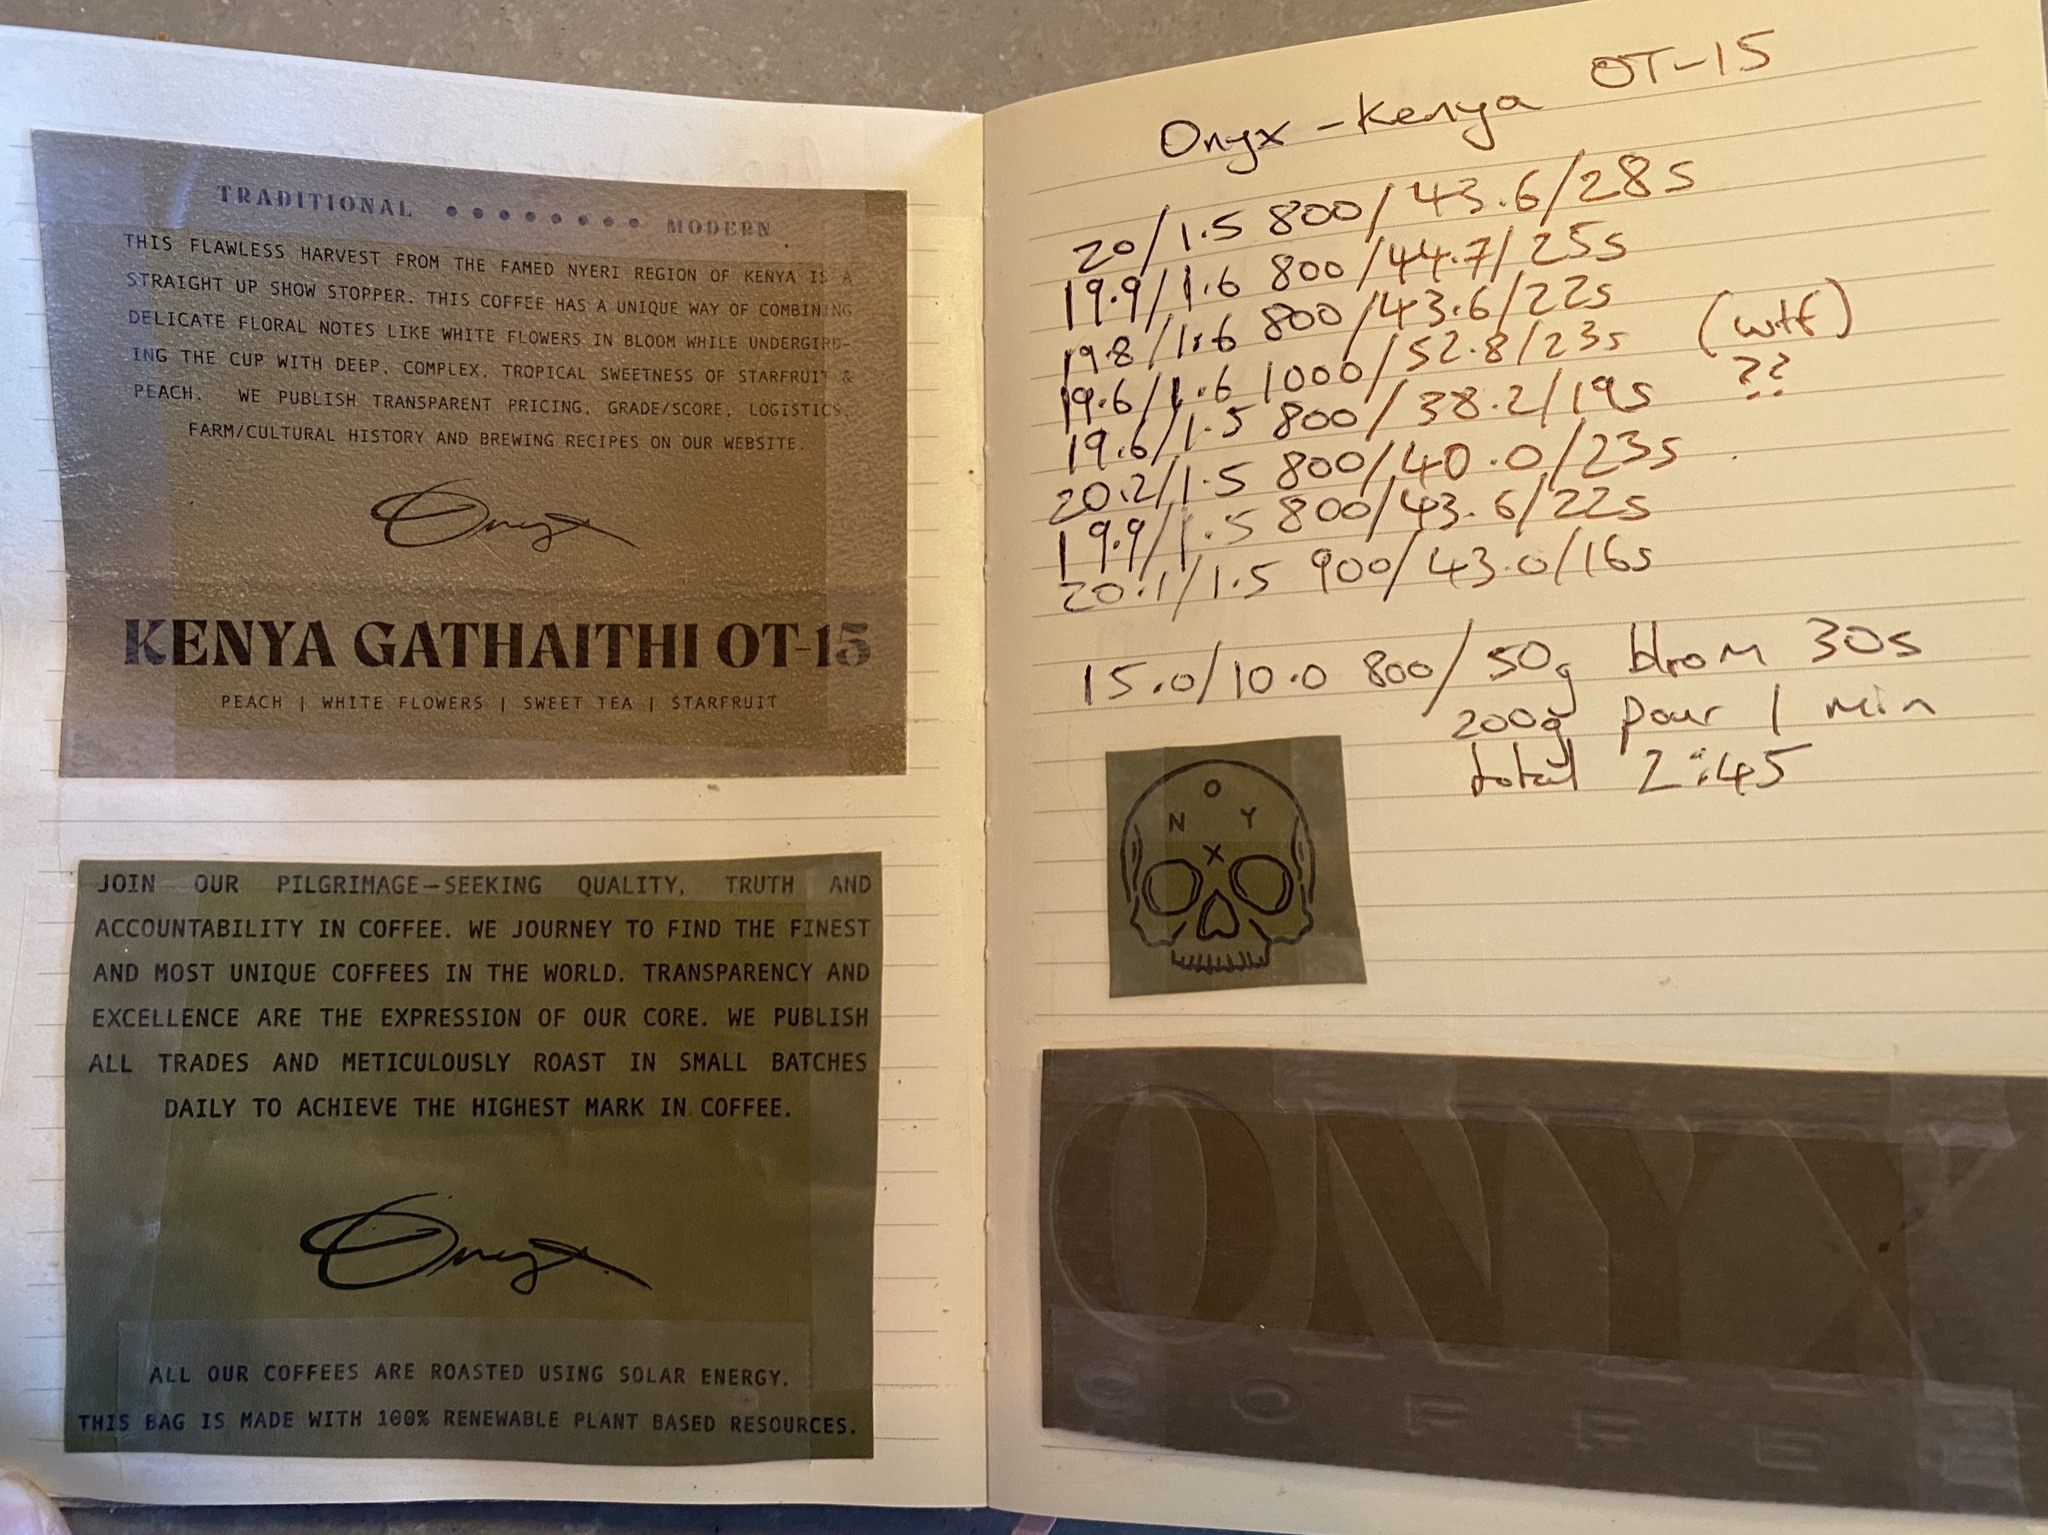 TRADITIONAL • • • • • • • • MODERN
THIS FLAWLESS HARVEST FROM THE FAMED NYERI REGION OF KENYA IS A
STRAIGHT UP SHOW STOPPER. THIS COFFEE HAS A UNIQUE WAY OF COMBINING
DELICATE FLORAL NOTES LIKE WHITE FLOWERS IN BLOOM WHILE UNDERGIRD-
ING THE CUP WITH DEEP, COMPLEX, TROPICAL SWEETNESS OF STARFRUIT &
PEACH. WE PUBLISH TRANSPARENT PRICING, GRADE/SCORE, LOGISTICS,
FARM/CULTURAL HISTORY AND BREWING RECIPES ON OUR WEBSITE.
Onyx
KENYA GATHAITHI OT-15
PEACH | WHITE FLOWERS | SWEET TEA | STARFRUIT
JOIN OUR PILGRIMAGE—SEEKING QUALITY, TRUTH AND
ACCOUNTABILITY IN COFFEE. WE JOURNEY TO FIND THE FINEST
AND MOST UNIQUE COFFEES IN THE WORLD. TRANSPARENCY AND
EXCELLENCE ARE THE EXPRESSION OF OUR CORE. WE PUBLISH
ALL TRADES AND METICULOUSLY ROAST IN SMALL BATCHES
DAILY TO ACHIEVE THE HIGHEST MARK IN COFFEE.
Onyx
ALL OUR COFFEES ARE ROASTED USING SOLAR ENERGY.
THIS BAG IS MADE WITH 100% RENEWABLE PLANT BASED RESOURCES.
Onyx - Kenya OT-15
20/1.5 800/43.6/28s
19.9/1.6 800/44.7/25s
19.8/1.6 800/43.6/22s
19.6/1.6 1000/52.8/23s (wtf)
19.6/1.5 800/38.2/19s ??
20.2/1.5 800/40.0/23s
19.9/1.5 800/43.6/22s
20.1/1.5 900/43.0/16s
15.0/10.0 800/50g bloom 30s
200g pour 1 min
total 2:45
O
N Y
X
ONYX
COFFEE